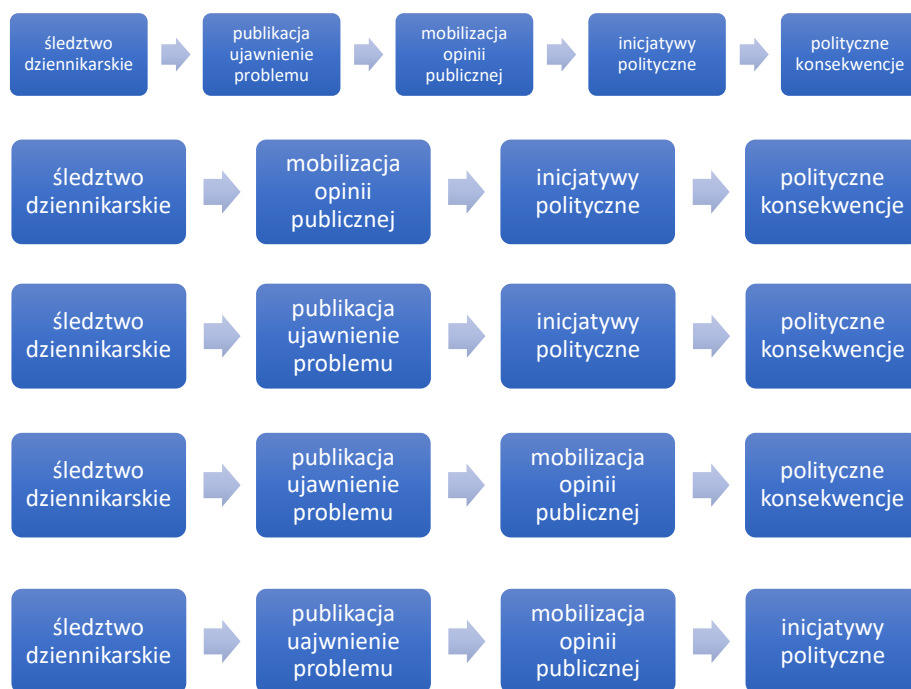 śledztwo
dziennikarskie
publikacja
ujawnienie
problemu
mobilizacja
opinii
publicznej
inicjatywy
polityczne
polityczne
konsekwencje
śledztwo
dziennikarskie
mobilizacja
opinii
publicznej
inicjatywy
polityczne
polityczne
konsekwencje
śledztwo
dziennikarskie
publikacja
ujawnienie
problemu
inicjatywy
polityczne
polityczne
konsekwencje
śledztwo
dziennikarskie
publikacja
ujawnienie
problemu
mobilizacja
opinii
publicznej
polityczne
konsekwencje
śledztwo
dziennikarskie
publikacja
uajwnienie
problemu
mobilizacja
opinii
publicznej
inicjatywy
polityczne